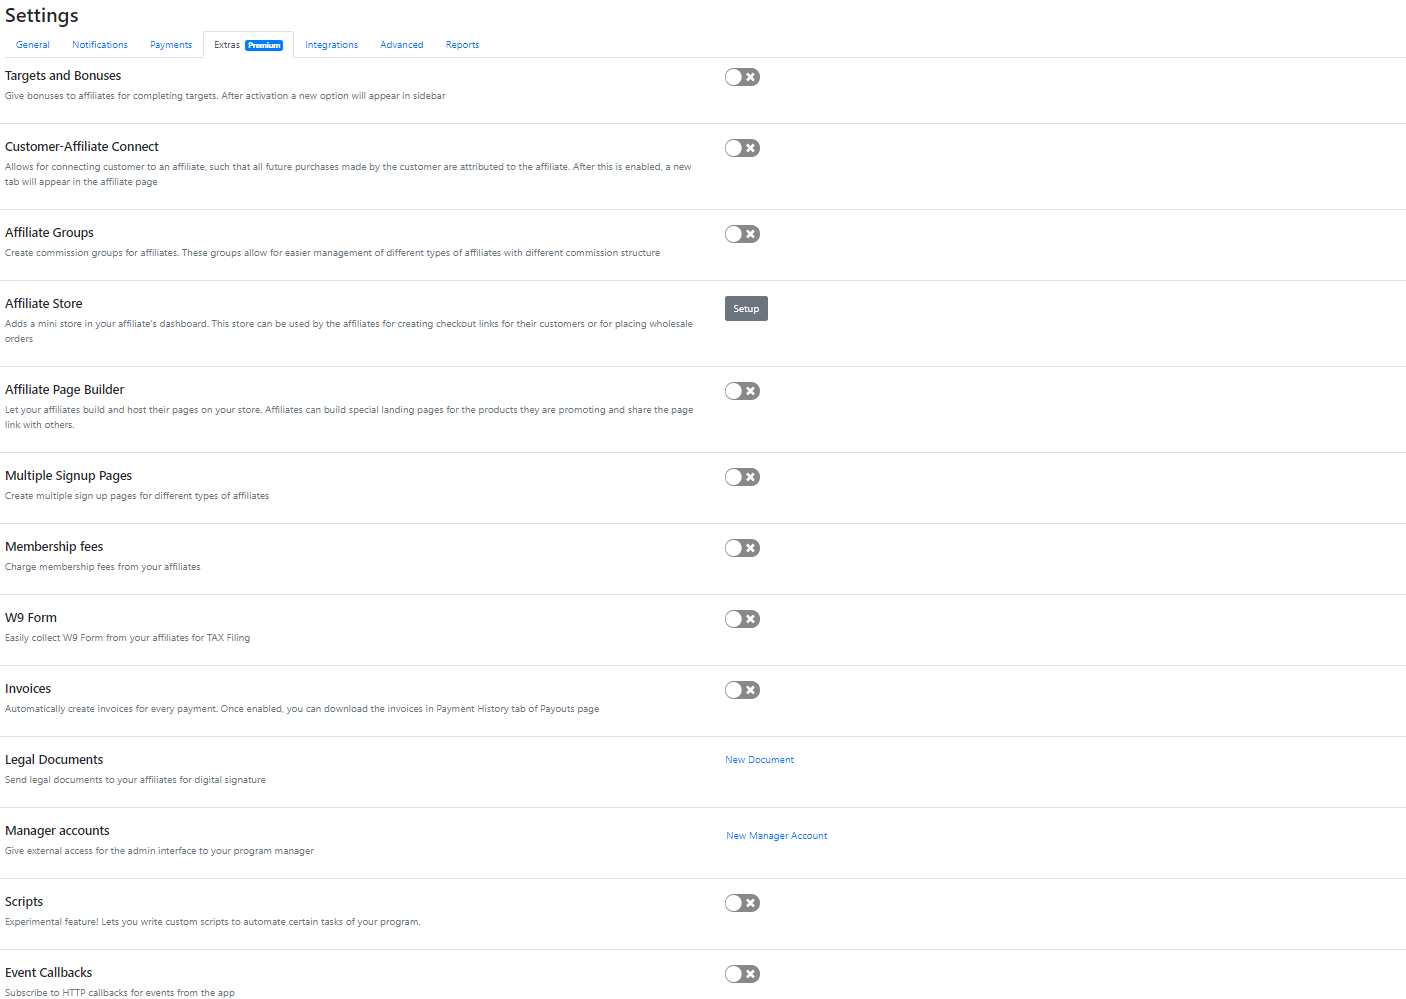 Settings
General Notifications Payments Extras Premium Integrations Advanced Reports
Targets and Bonuses
Give bonuses to affiliates for completing targets. After activation a new option will appear in sidebar
Customer-Affiliate Connect
Allows for connecting customer to an affiliate, such that all future purchases made by the customer are attributed to the affiliate. After this is enabled, a new
tab will appear in the affiliate page
Affiliate Groups
Create commission groups for affiliates. These groups allow for easier management of different types of affiliates with different commission structure
Affiliate Store
Setup
Adds a mini store in your affiliate's dashboard. This store can be used by the affiliates for creating checkout links for their customers or for placing wholesale
orders
Affiliate Page Builder
Let your affiliates build and host their pages on your store. Affiliates can build special landing pages for the products they are promoting and share the page
link with others.
Multiple Signup Pages
Create multiple sign up pages for different types of affiliates
Membership fees
Charge membership fees from your affiliates
W9 Form
Easily collect W9 Form from your affiliates for TAX Filing
Invoices
Automatically create invoices for every payment. Once enabled, you can download the invoices in Payment History tab of Payouts page
Legal Documents
New Document
Send legal documents to your affiliates for digital signature
Manager accounts
New Manager Account
Give external access for the admin interface to your program manager
Scripts
Experimental feature! Lets you write custom scripts to automate certain tasks of your program.
Event Callbacks
Subscribe to HTTP callbacks for events from the app